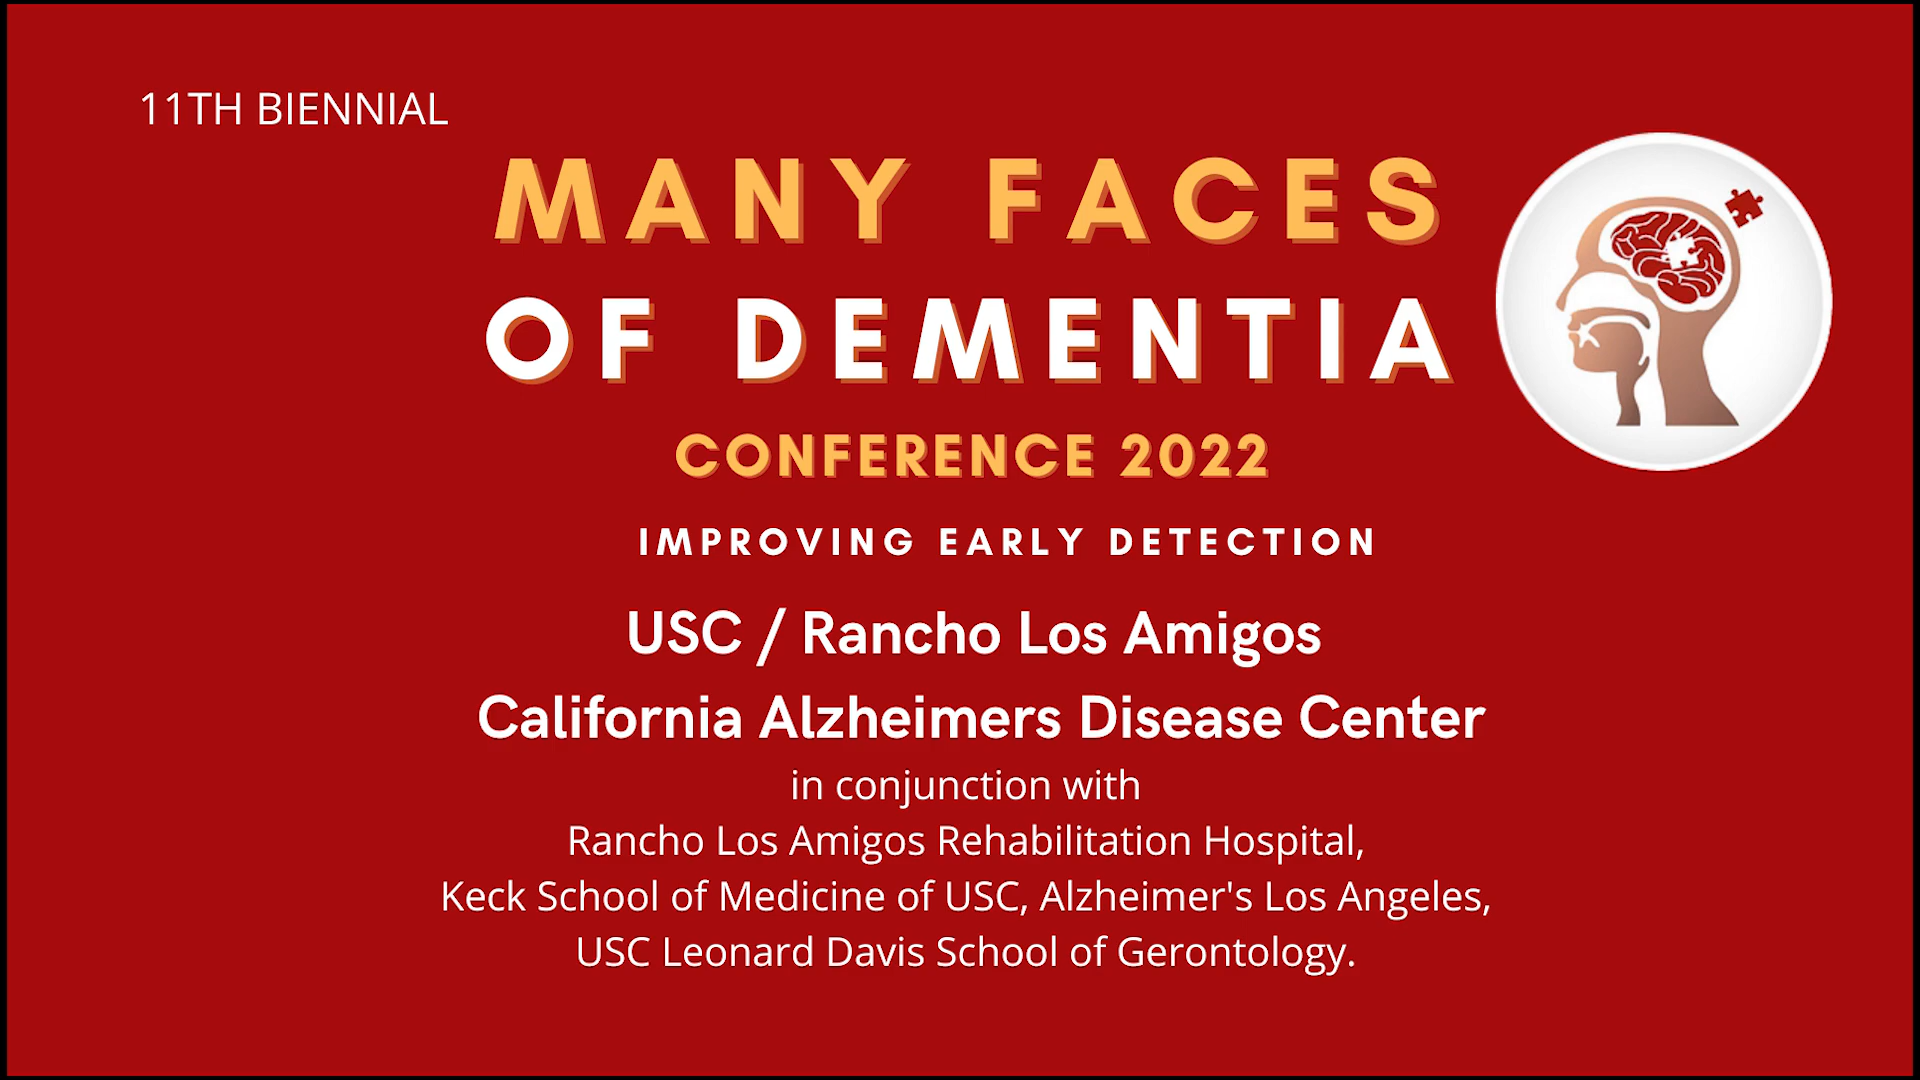 11TH BIENNIAL
MANY FACES
OF DEMENTIA
CONFERENCE 2022
IMPROVING EARLY DETECTION
USC / Rancho Los Amigos
California Alzheimers Disease Center
in conjunction with
Rancho Los Amigos Rehabilitation Hospital,
Keck School of Medicine of USC, Alzheimer's Los Angeles,
USC Leonard Davis School of Gerontology.